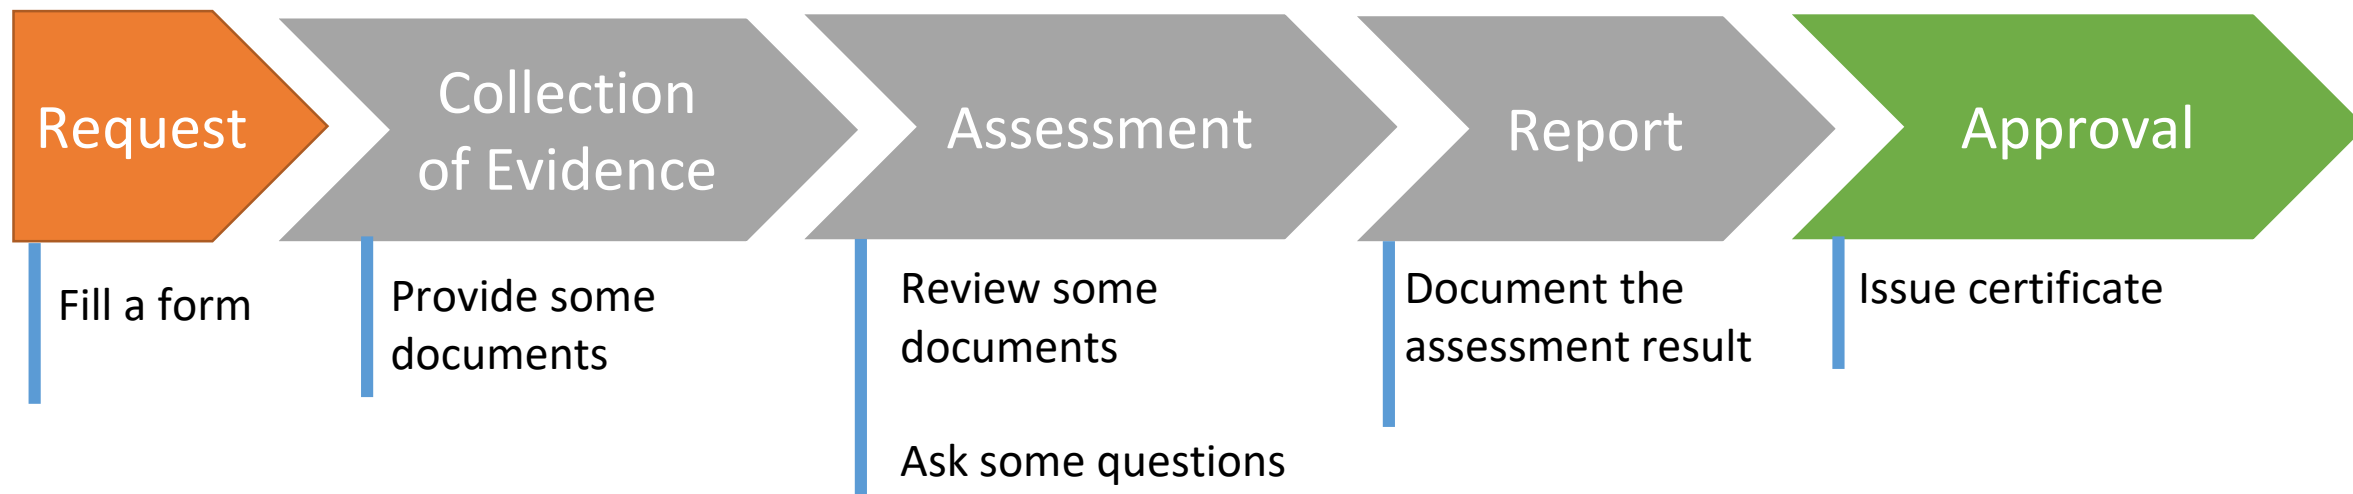 Request
Collection
of Evidence
Assessment
Report
Approval
Fill a form
Provide some
documents
Review some
documents
Ask some questions
Document the
assessment result
Issue certificate